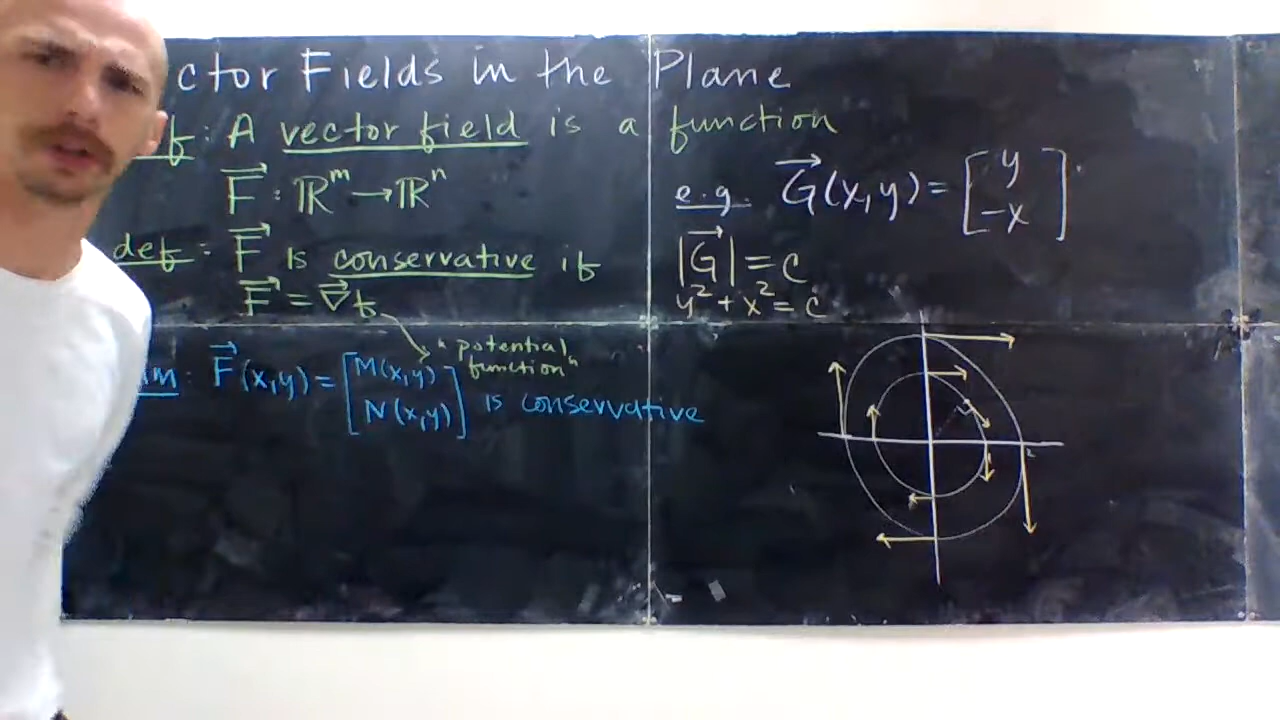 ctor Fields in the Plane
f: A vector field is a function
F⃗ : ℝᵐ → ℝⁿ
def: F⃗ is conservative if
F⃗ = ∇⃗f
"potential function"
m: F⃗(x,y) = [M(x,y) N(x,y)] is conservative
e.g. G⃗(x,y) = [y -x]
|G⃗| = c
y² + x² = c
2